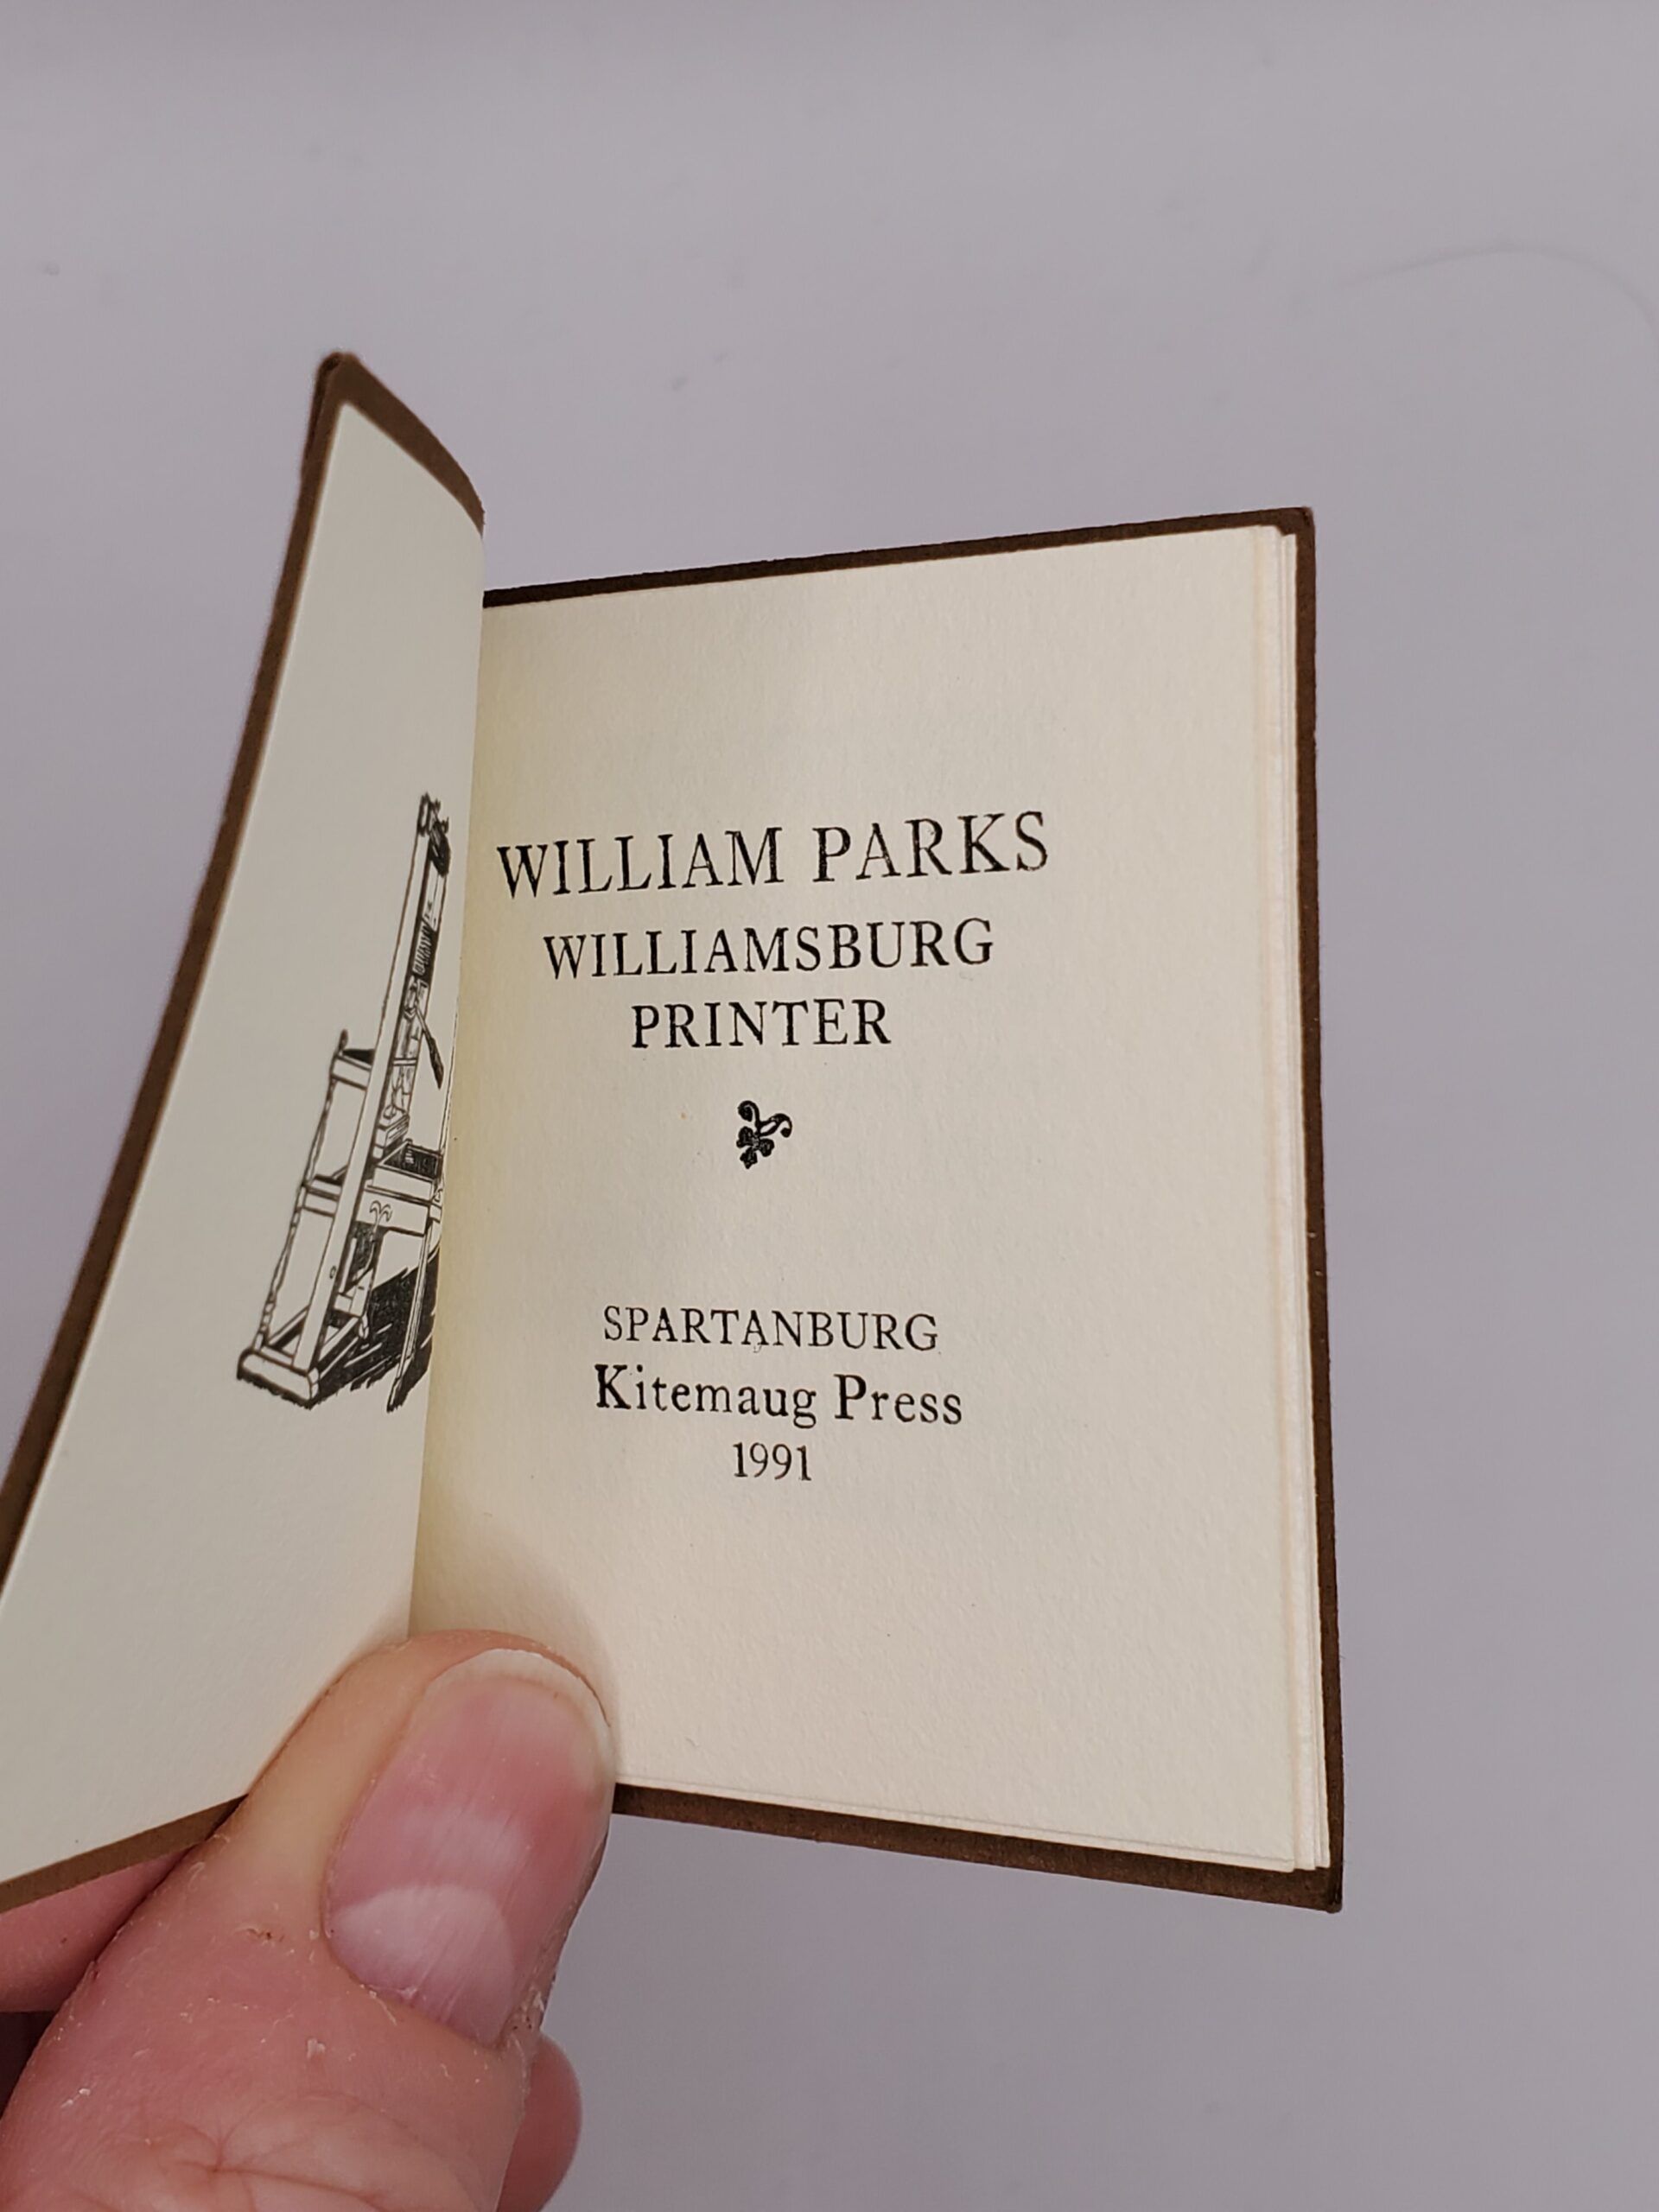 WILLIAM PARKS
WILLIAMSBURG
PRINTER
SPARTANBURG
Kitemaug Press
1991